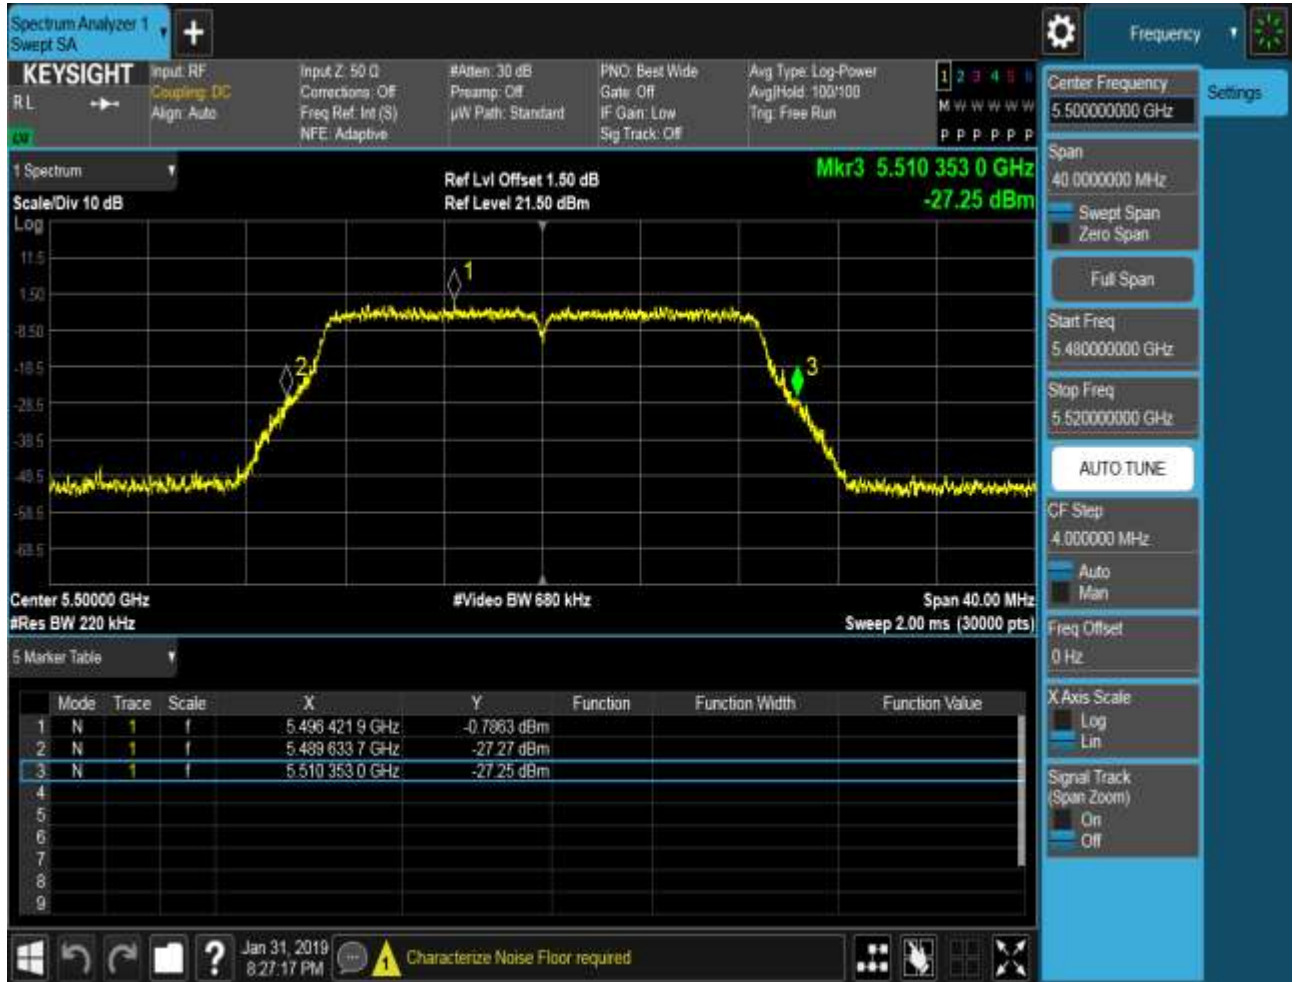 Spectrum Analyzer 1
Swept SA
Frequency
KEYSIGHT
R L
Input: RF
Coupling: DC
Align: Auto
Input Z: 50 Ω
Corrections: Off
Freq Ref: Int (S)
NFE: Adaptive
#Atten: 30 dB
Preamp: Off
µW Path: Standard
PNO: Best Wide
Gate: Off
IF Gain: Low
Sig Track: Off
Avg Type: Log-Power
Avg|Hold: 100/100
Trig: Free Run
1 2 3 4 5 6
M W W W W W
P P P P P P
1 Spectrum
Scale/Div 10 dB
Ref Lvl Offset 1.50 dB
Ref Level 21.50 dBm
Mkr3 5.510 353 0 GHz
-27.25 dBm
Log
11.5
1.50
-8.50
-18.5
-28.5
-38.5
-48.5
-58.5
-68.5
1
2
3
Center 5.50000 GHz
#Video BW 680 kHz
Span 40.00 MHz
#Res BW 220 kHz
Sweep 2.00 ms (30000 pts)
5 Marker Table
Mode Trace Scale X Y Function Function Width Function Value
1 N 1 f 5.496 421 9 GHz -0.7863 dBm
2 N 1 f 5.489 633 7 GHz -27.27 dBm
3 N 1 f 5.510 353 0 GHz -27.25 dBm
4
5
6
7
8
9
Jan 31, 2019
8:27:17 PM
1
Characterize Noise Floor required
Center Frequency
5.500000000 GHz
Settings
Span
40.0000000 MHz
Swept Span
Zero Span
Full Span
Start Freq
5.480000000 GHz
Stop Freq
5.520000000 GHz
AUTO TUNE
CF Step
4.000000 MHz
Auto
Man
Freq Offset
0 Hz
X Axis Scale
Log
Lin
Signal Track
(Span Zoom)
On
Off